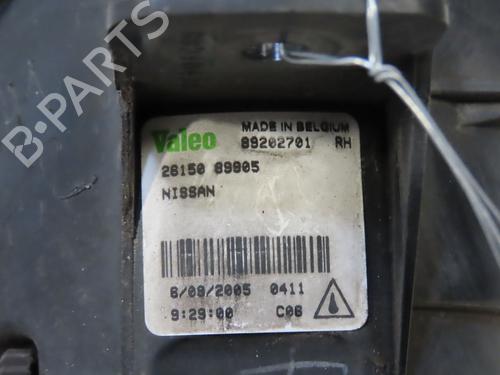 B-PARTS
Valeo MADE IN BELGIUM
89202701 RH
26150 89905
NISSAN
6/09/2005 0411
9:29:00 C06